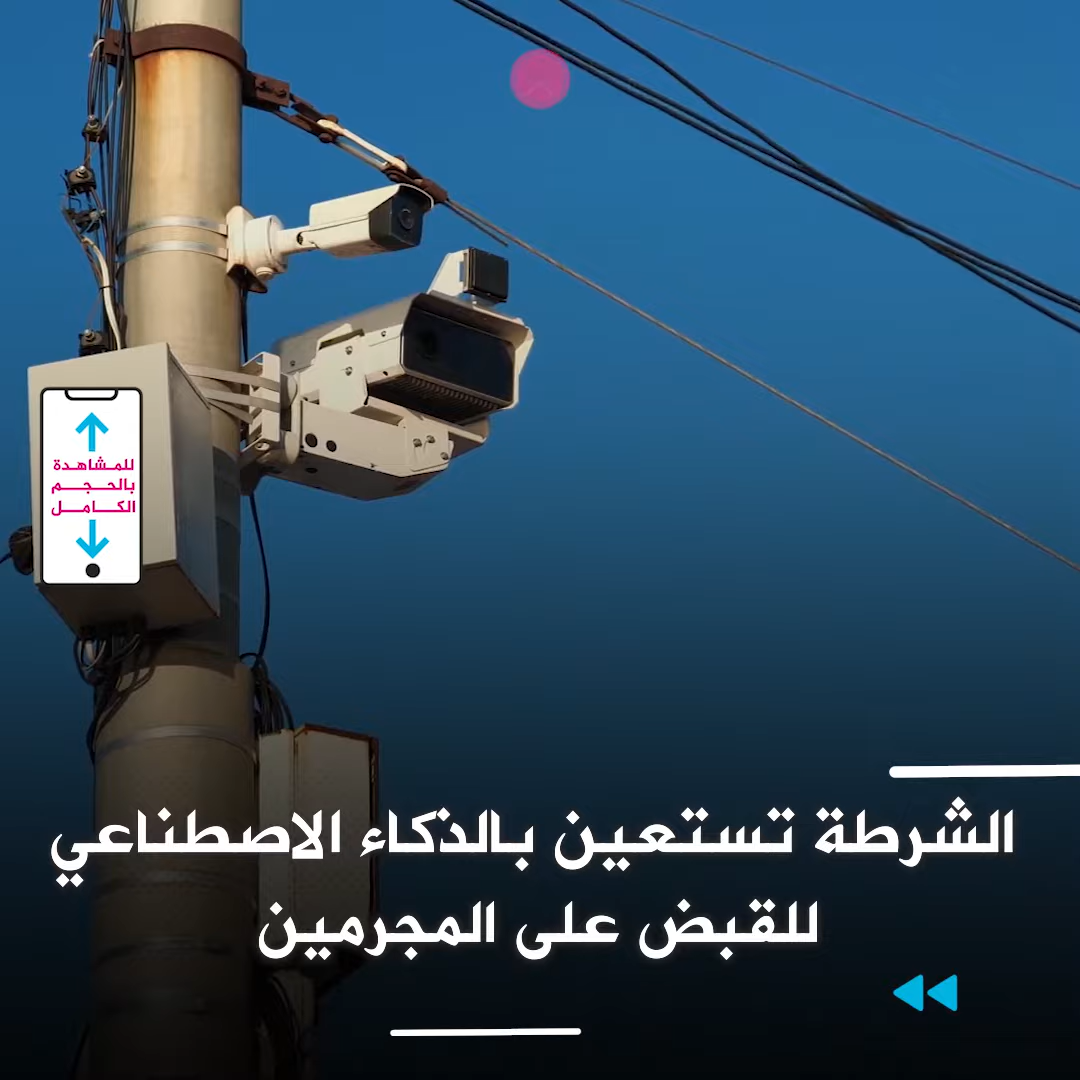 للمشاهدة
بالحجم
الكامل
الشرطة تستعين بالذكاء الاصطناعي
للقبض على المجرمين